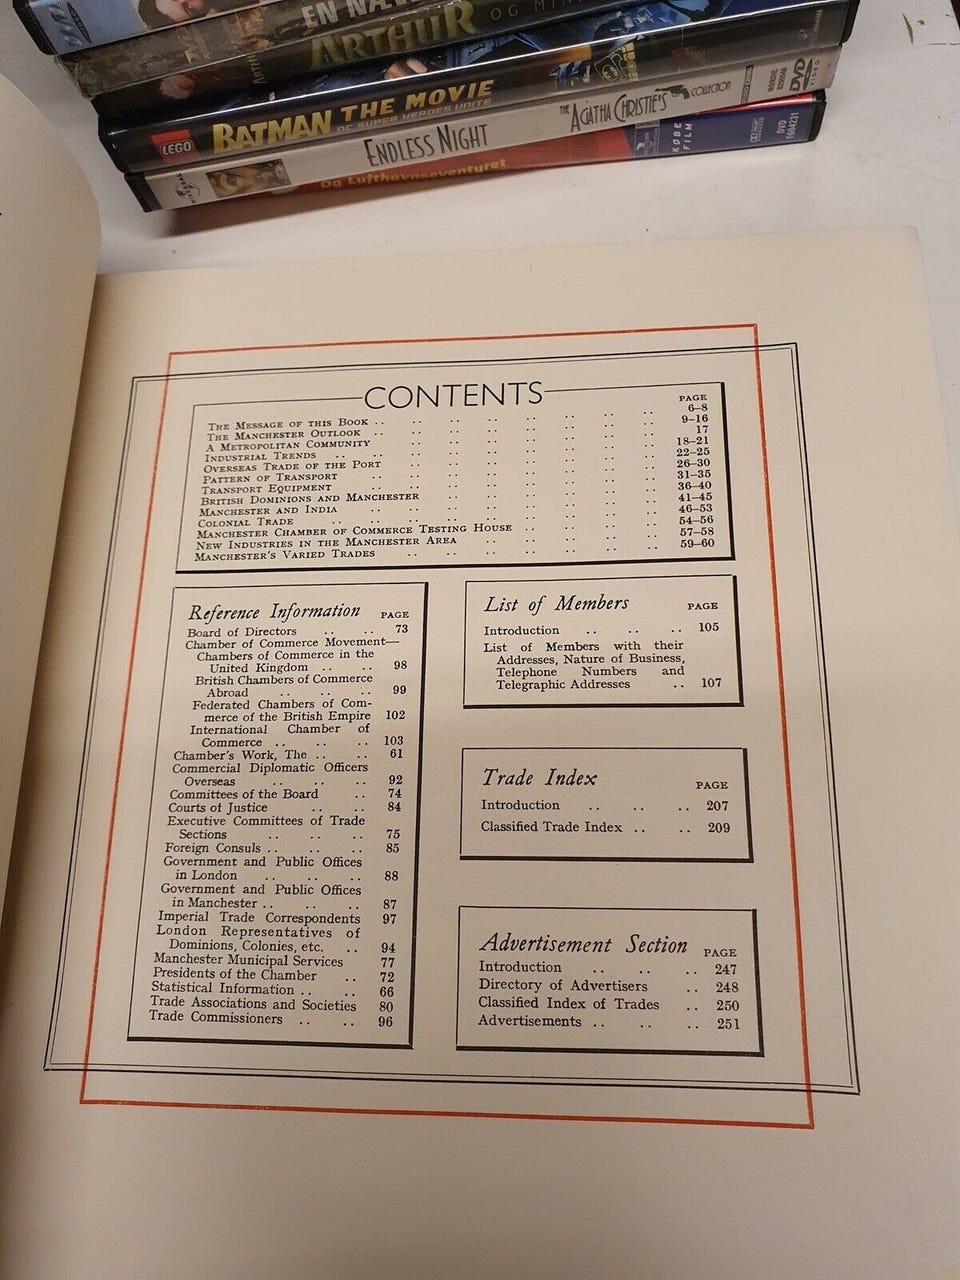 EN NAVE
ARTHUR OG MIN
LEGO BATMAN THE MOVIE
DC SUPER HEROES UNITE
ENDLESS NIGHT THE AGATHA CHRISTIE'S COLLECTION DVD VIDEO
og Lufthavnseventyret KOBE FILM DVD 1604231
CONTENTS
PAGE
THE MESSAGE OF THIS BOOK .. .. .. .. .. .. .. .. 6–8
THE MANCHESTER OUTLOOK .. .. .. .. .. .. .. .. 9–16
A METROPOLITAN COMMUNITY .. .. .. .. .. .. .. 17
INDUSTRIAL TRENDS .. .. .. .. .. .. .. .. .. 18–21
OVERSEAS TRADE OF THE PORT .. .. .. .. .. .. .. 22–25
PATTERN OF TRANSPORT .. .. .. .. .. .. .. .. 26–30
TRANSPORT EQUIPMENT .. .. .. .. .. .. .. .. 31–35
BRITISH DOMINIONS AND MANCHESTER .. .. .. .. .. .. 36–40
MANCHESTER AND INDIA .. .. .. .. .. .. .. .. 41–45
COLONIAL TRADE .. .. .. .. .. .. .. .. .. 46–53
MANCHESTER CHAMBER OF COMMERCE TESTING HOUSE .. .. .. .. 54–56
NEW INDUSTRIES IN THE MANCHESTER AREA .. .. .. .. .. 57–58
MANCHESTER'S VARIED TRADES .. .. .. .. .. .. .. 59–60
Reference Information PAGE
Board of Directors .. .. 73
Chamber of Commerce Movement—
Chambers of Commerce in the
United Kingdom .. .. 98
British Chambers of Commerce
Abroad .. .. .. 99
Federated Chambers of Com-
merce of the British Empire 102
International Chamber of
Commerce .. .. .. 103
Chamber's Work, The .. .. 61
Commercial Diplomatic Officers
Overseas .. .. .. 92
Committees of the Board .. 74
Courts of Justice .. .. 84
Executive Committees of Trade
Sections .. .. .. 75
Foreign Consuls .. .. .. 85
Government and Public Offices
in London .. .. .. 88
Government and Public Offices
in Manchester .. .. .. 87
Imperial Trade Correspondents 97
London Representatives of
Dominions, Colonies, etc. .. 94
Manchester Municipal Services 77
Presidents of the Chamber .. 72
Statistical Information .. .. 66
Trade Associations and Societies 80
Trade Commissioners .. .. 96
List of Members PAGE
Introduction .. .. .. 105
List of Members with their
Addresses, Nature of Business,
Telephone Numbers and
Telegraphic Addresses .. 107
Trade Index PAGE
Introduction .. .. .. 207
Classified Trade Index .. .. 209
Advertisement Section PAGE
Introduction .. .. .. 247
Directory of Advertisers .. 248
Classified Index of Trades .. 250
Advertisements .. .. .. 251